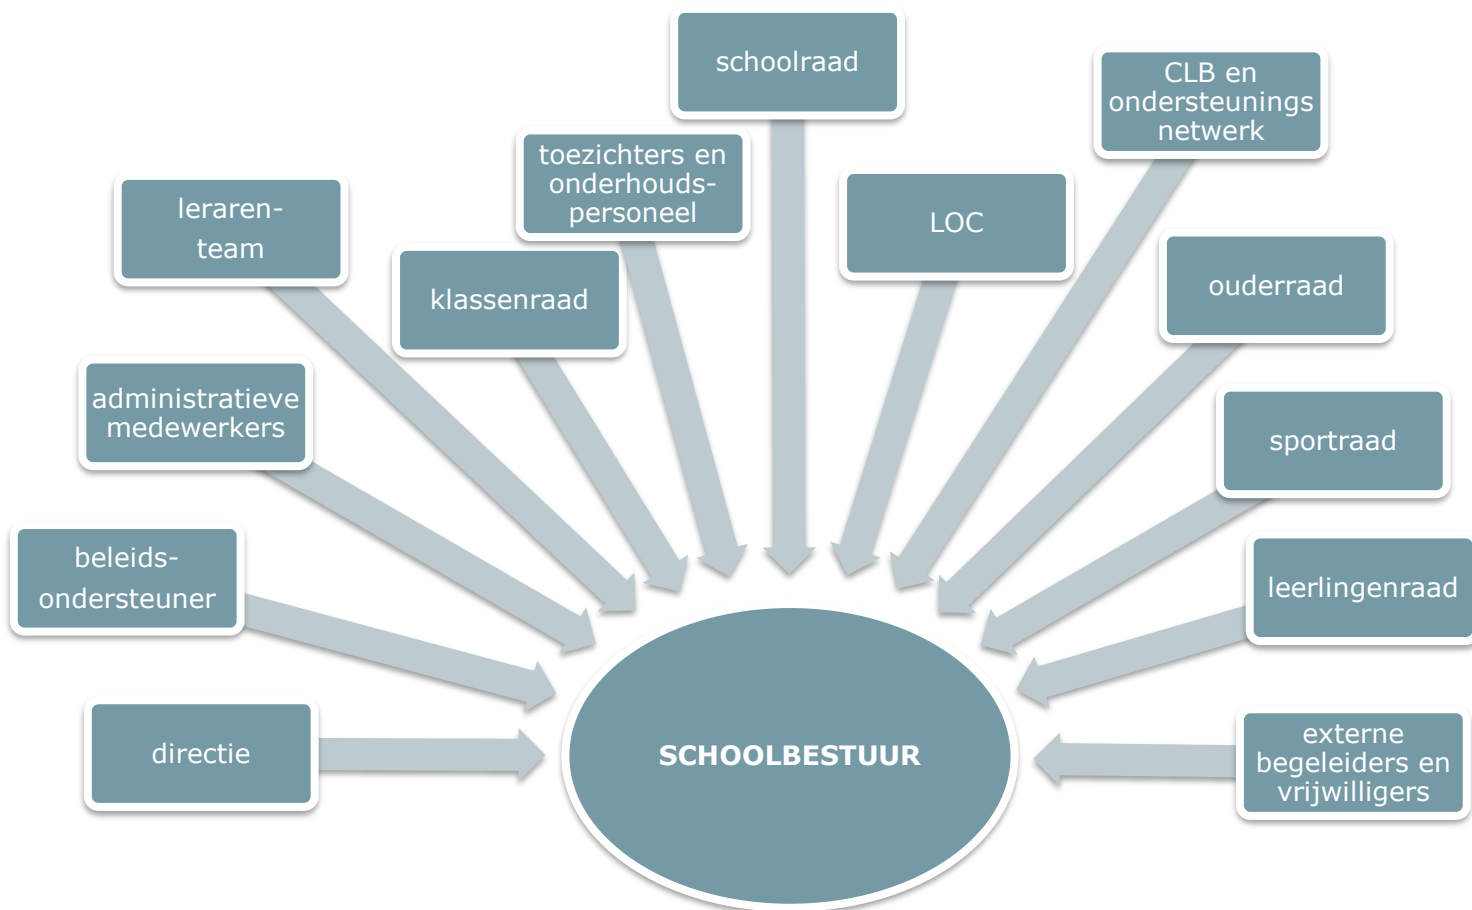 schoolraad
CLB en
ondersteunings
netwerk
toezichters en
onderhouds-
personeel
leraren-
team
LOC
klassenraad
ouderraad
administratieve
medewerkers
sportraad
beleids-
ondersteuner
leerlingenraad
directie
SCHOOLBESTUUR
externe
begeleiders en
vrijwilligers